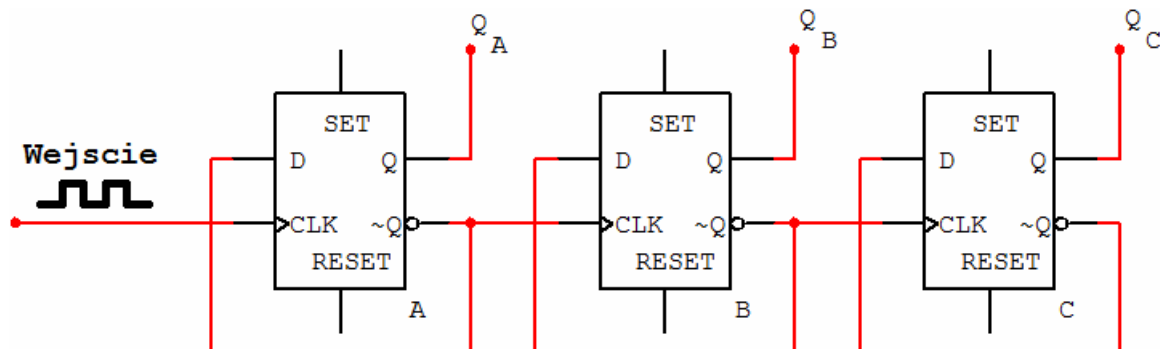 Q A
Q B
Q C
Wejscie
SET
D Q
CLK ~Q
RESET
A
SET
D Q
CLK ~Q
RESET
B
SET
D Q
CLK ~Q
RESET
C